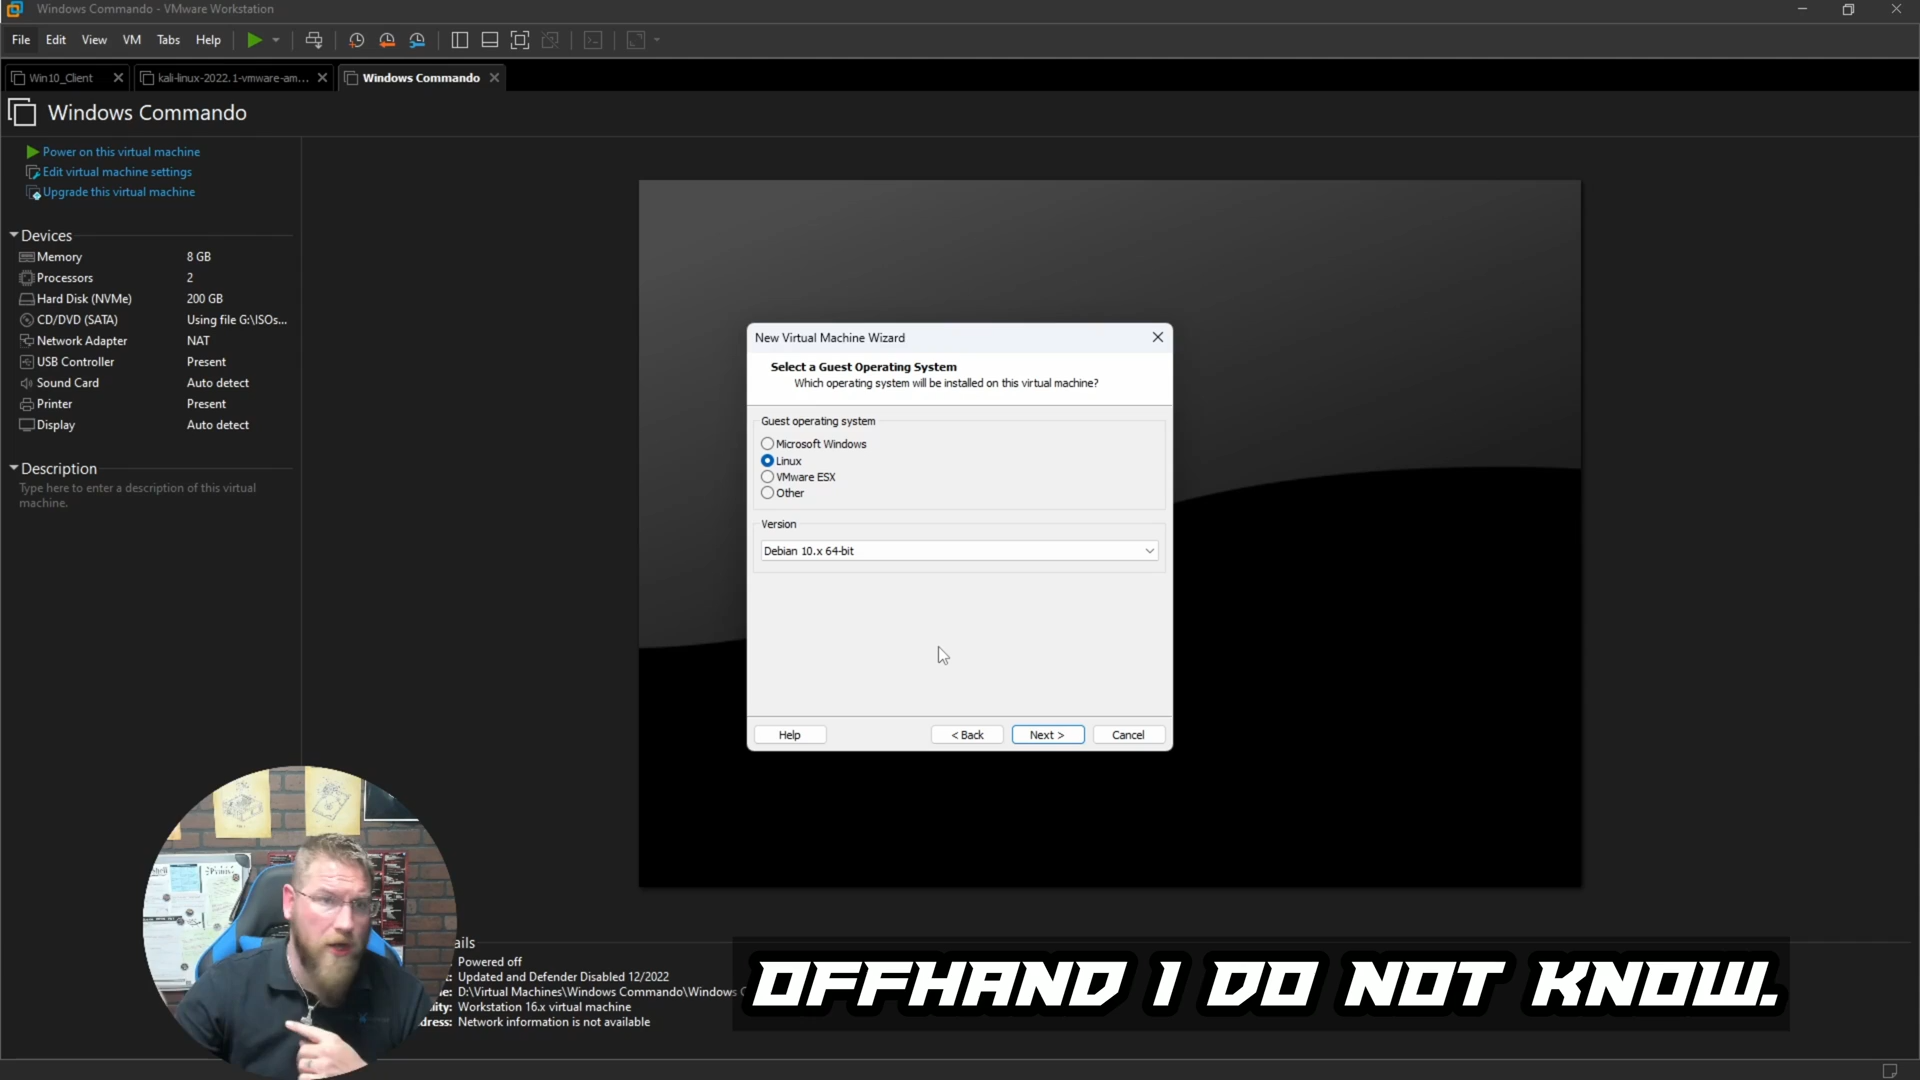 Windows Commando - VMware Workstation
File Edit View VM Tabs Help
Win10_Client kali-linux-2022.1-vmware-am... Windows Commando
Windows Commando
Power on this virtual machine
Edit virtual machine settings
Upgrade this virtual machine
Devices
Memory 8 GB
Processors 2
Hard Disk (NVMe) 200 GB
CD/DVD (SATA) Using file G:\ISOs...
Network Adapter NAT
USB Controller Present
Sound Card Auto detect
Printer Present
Display Auto detect
Description
Type here to enter a description of this virtual
machine.
New Virtual Machine Wizard
Select a Guest Operating System
Which operating system will be installed on this virtual machine?
Guest operating system
Microsoft Windows
Linux
VMware ESX
Other
Version
Debian 10.x 64-bit
Help < Back Next > Cancel
ails
Powered off
Updated and Defender Disabled 12/2022
D:\Virtual Machines\Windows Commando\Windows C
Workstation 16.x virtual machine
dress: Network information is not available
OFFHAND I DO NOT KNOW.